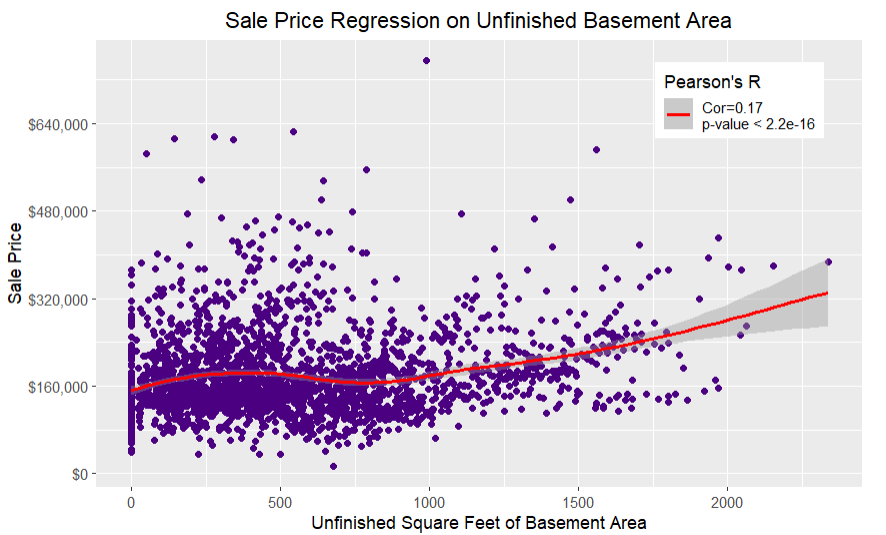 Sale Price Regression on Unfinished Basement Area
Pearson's R
Cor=0.17
p-value < 2.2e-16
Sale Price
$640,000
$480,000
$320,000
$160,000
$0
0 500 1000 1500 2000
Unfinished Square Feet of Basement Area